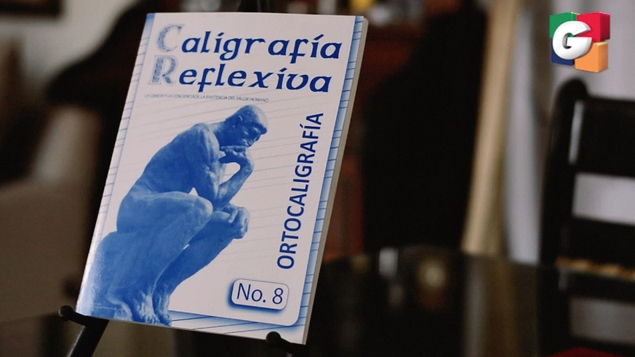 Caligrafía
Reflexiva
ORTOCALIGRAFÍA
No. 8
G